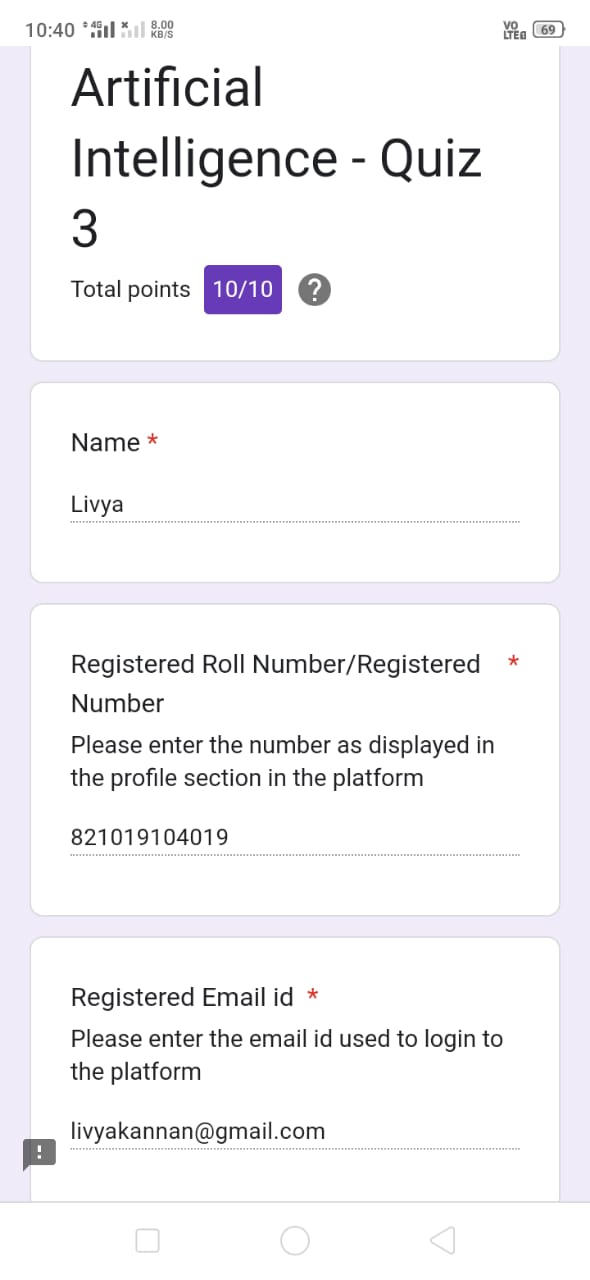 10:40 4G 8.00 KB/S VO LTE 69
Artificial
Intelligence - Quiz
3
Total points 10/10 ?
Name *
Livya
Registered Roll Number/Registered *
Number
Please enter the number as displayed in
the profile section in the platform
821019104019
Registered Email id *
Please enter the email id used to login to
the platform
livyakannan@gmail.com
!